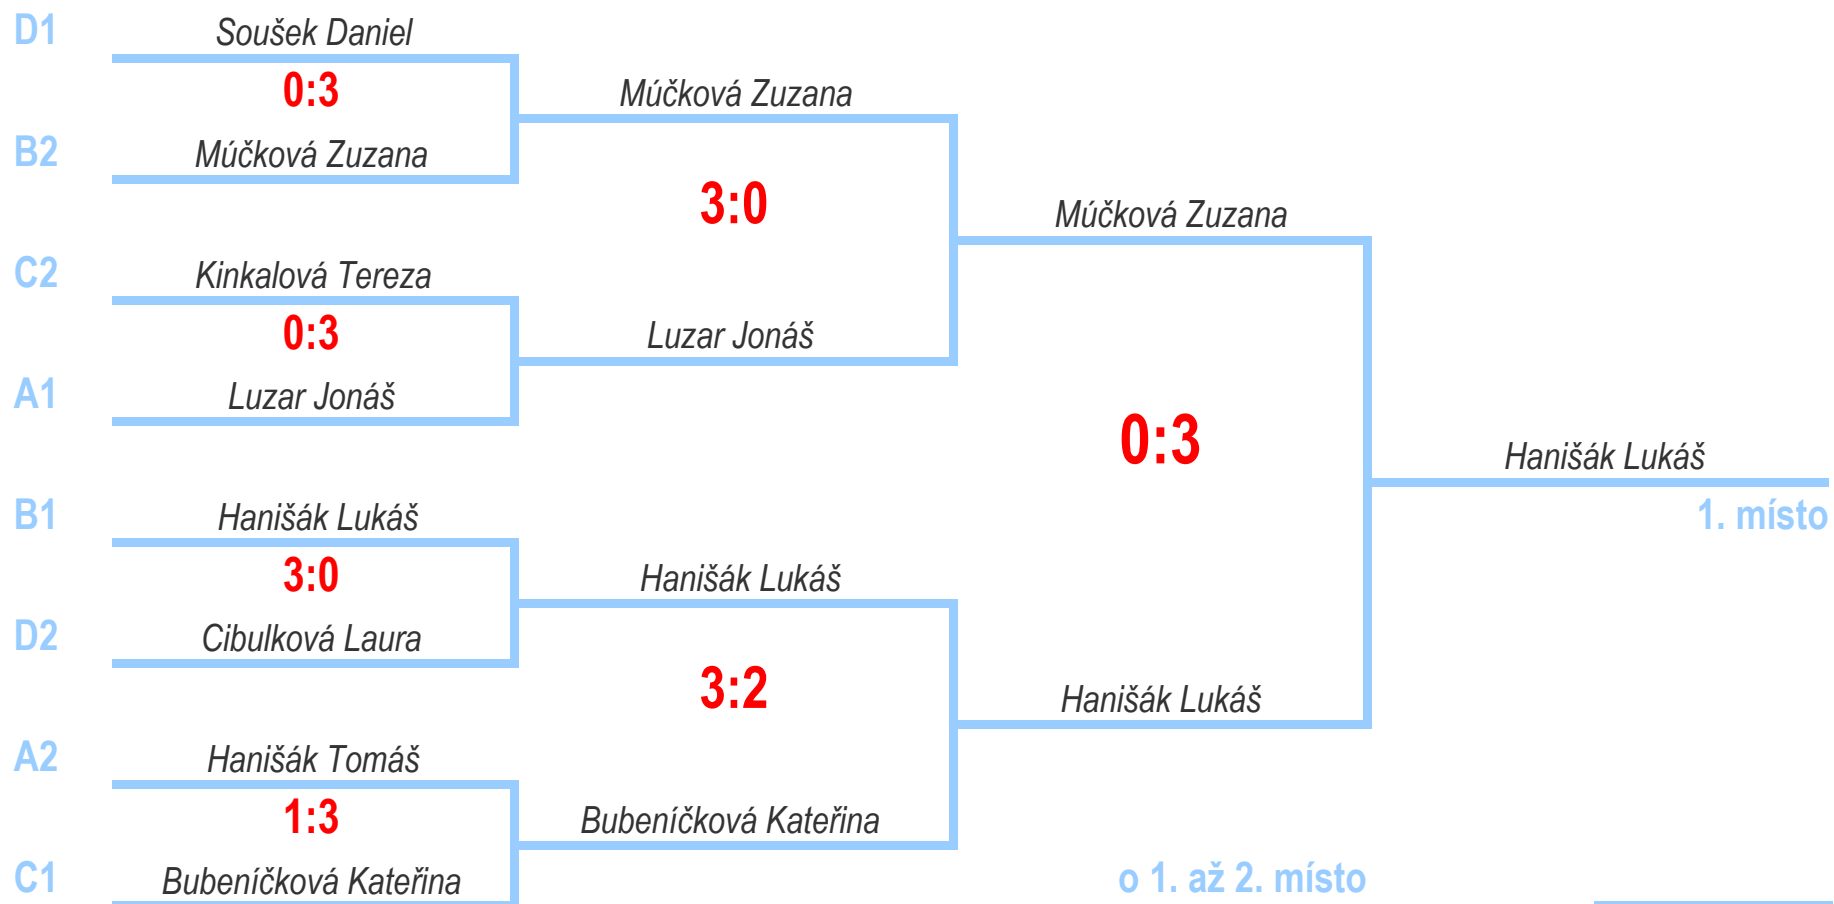 D1 Soušek Daniel
0:3 Múčková Zuzana
B2 Múčková Zuzana
3:0 Múčková Zuzana
C2 Kinkalová Tereza
0:3 Luzar Jonáš
A1 Luzar Jonáš
0:3 Hanišák Lukáš
B1 Hanišák Lukáš 1. místo
3:0 Hanišák Lukáš
D2 Cibulková Laura
3:2 Hanišák Lukáš
A2 Hanišák Tomáš
1:3 Bubeníčková Kateřina
C1 Bubeníčková Kateřina o 1. až 2. místo